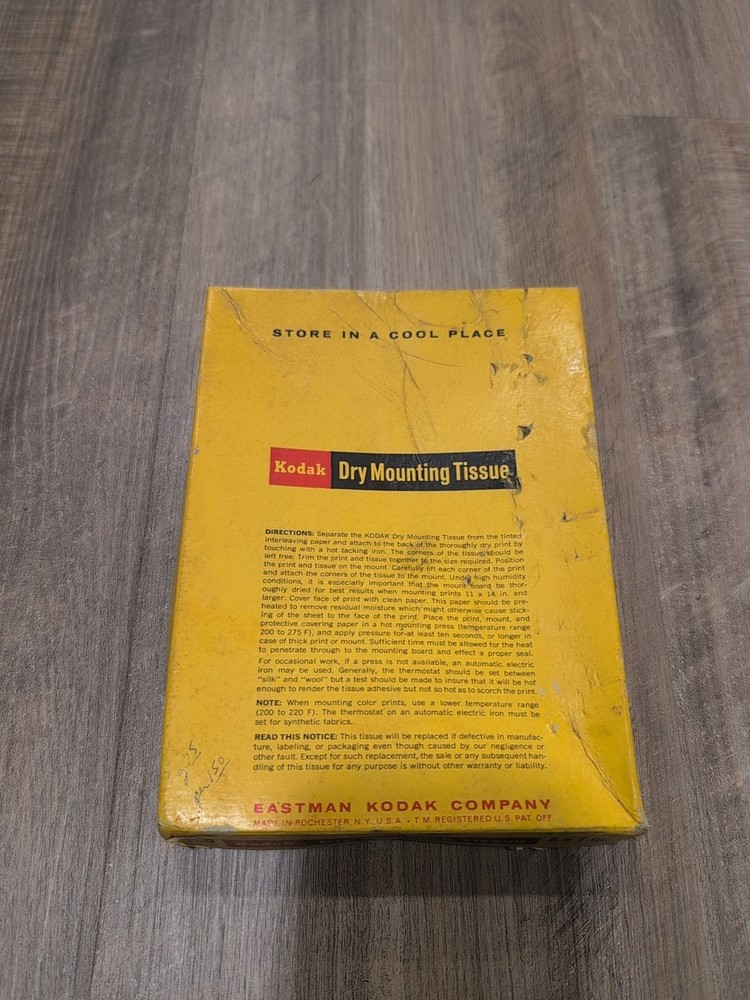 STORE IN A COOL PLACE
Kodak Dry Mounting Tissue
DIRECTIONS: Separate the KODAK Dry Mounting Tissue from the tinted
interleaving paper and attach to the back of the thoroughly dry print by
touching with a hot tacking iron. The corners of the tissue should be
left free. Trim the print and tissue together to the size required. Position
the print and tissue on the mount. Carefully lift each corner of the print
and attach the corners of the tissue to the mount. Under high humidity
conditions, it is especially important that the mount board be thor-
oughly dried for best results when mounting prints 11 x 14 in. and
larger. Cover face of print with clean paper. This paper should be pre-
heated to remove residual moisture which might otherwise cause stick-
ing of the sheet to the face of the print. Place the print, mount, and
protective covering paper in a hot mounting press (temperature range
200 to 275 F), and apply pressure for at least ten seconds, or longer in
case of thick print or mount. Sufficient time must be allowed for the heat
to penetrate through to the mounting board and effect a proper seal.
For occasional work, if a press is not available, an automatic electric
iron may be used. Generally, the thermostat should be set between
"silk" and "wool" but a test should be made to insure that it will be hot
enough to render the tissue adhesive but not so hot as to scorch the print.
NOTE: When mounting color prints, use a lower temperature range
(200 to 220 F). The thermostat on an automatic electric iron must be
set for synthetic fabrics.
READ THIS NOTICE: This tissue will be replaced if defective in manufac-
ture, labeling, or packaging even though caused by our negligence or
other fault. Except for such replacement, the sale or any subsequent han-
dling of this tissue for any purpose is without other warranty or liability.
EASTMAN KODAK COMPANY
MADE IN ROCHESTER, N.Y., U.S.A. • T.M. REGISTERED U.S. PAT. OFF.